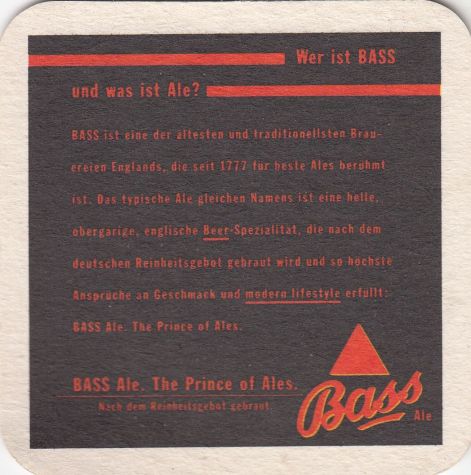 Wer ist BASS
und was ist Ale?
BASS ist eine der ältesten und traditionellsten Brau-
ereien Englands, die seit 1777 für beste Ales berühmt
ist. Das typische Ale gleichen Namens ist eine helle,
obergärige, englische Beer-Spezialität, die nach dem
deutschen Reinheitsgebot gebraut wird und so höchste
Ansprüche an Geschmack und modern lifestyle erfüllt:
BASS Ale. The Prince of Ales.
BASS Ale. The Prince of Ales.
Nach dem Reinheitsgebot gebraut.
Bass
Ale